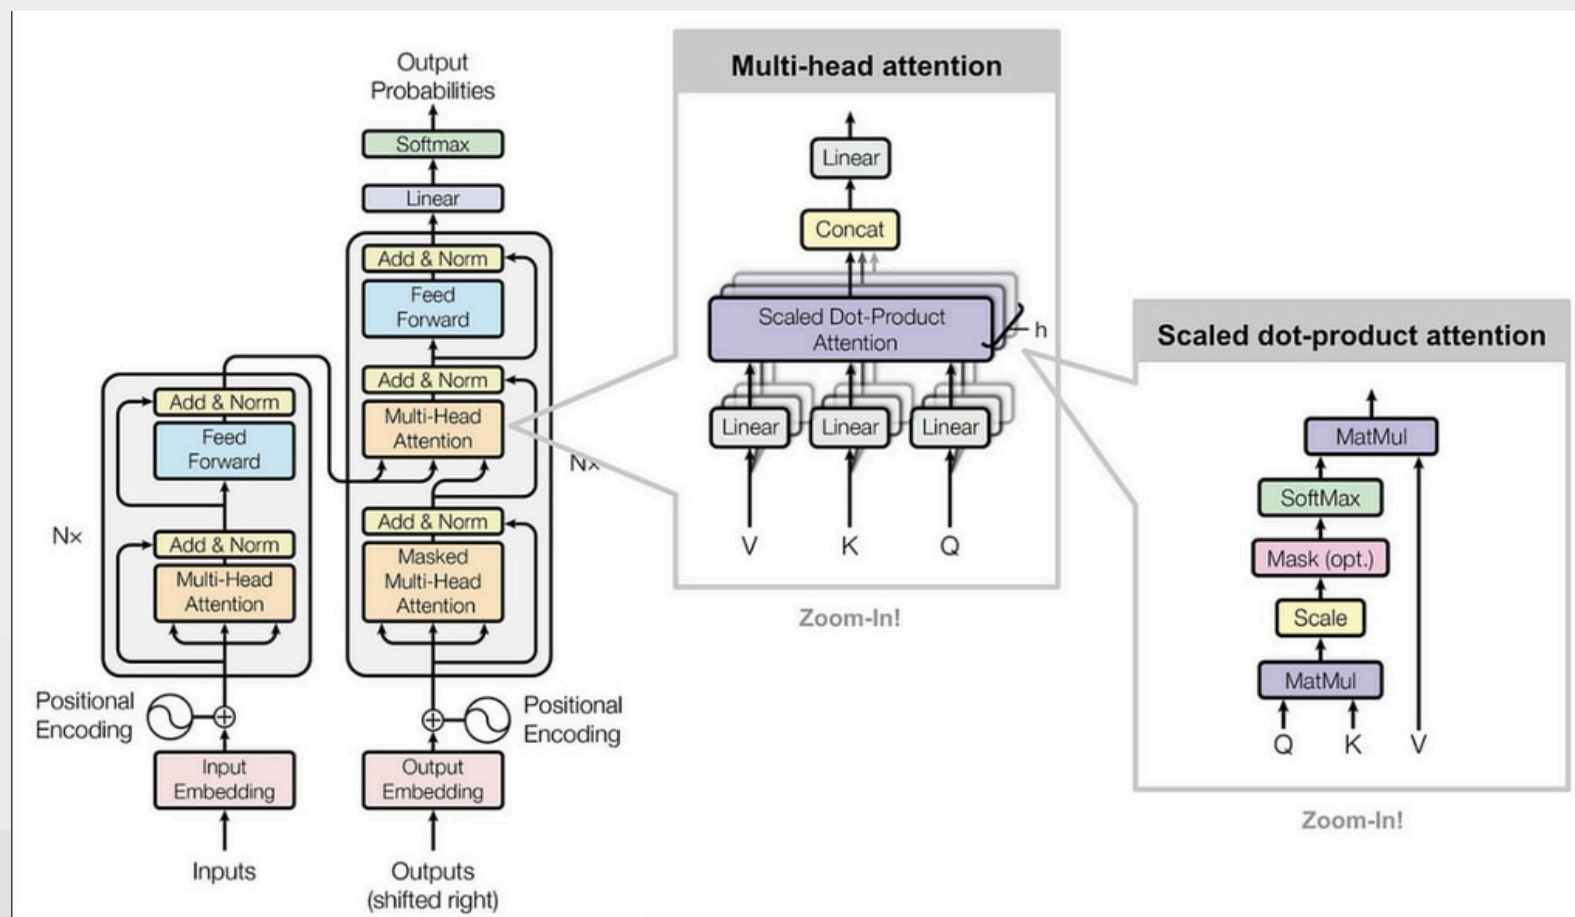 Output
Probabilities
Softmax
Linear
Add & Norm
Feed
Forward
Add & Norm
Multi-Head
Attention
Nx
Add & Norm
Masked
Multi-Head
Attention
Positional
Encoding
Output
Embedding
Outputs
(shifted right)
Add & Norm
Feed
Forward
Nx
Add & Norm
Multi-Head
Attention
Positional
Encoding
Input
Embedding
Inputs
Multi-head attention
Linear
Concat
Scaled Dot-Product
Attention
h
Linear Linear Linear
V K Q
Zoom-In!
Scaled dot-product attention
MatMul
SoftMax
Mask (opt.)
Scale
MatMul
Q K V
Zoom-In!